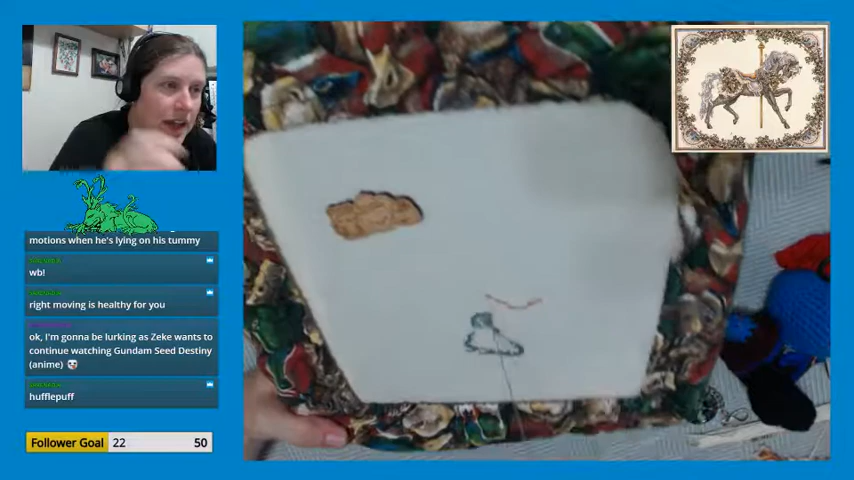 motions when he's lying on his tummy
wb!
right moving is healthy for you
ok, I'm gonna be lurking as Zeke wants to
continue watching Gundam Seed Destiny
(anime)
hufflepuff
Follower Goal 22 50